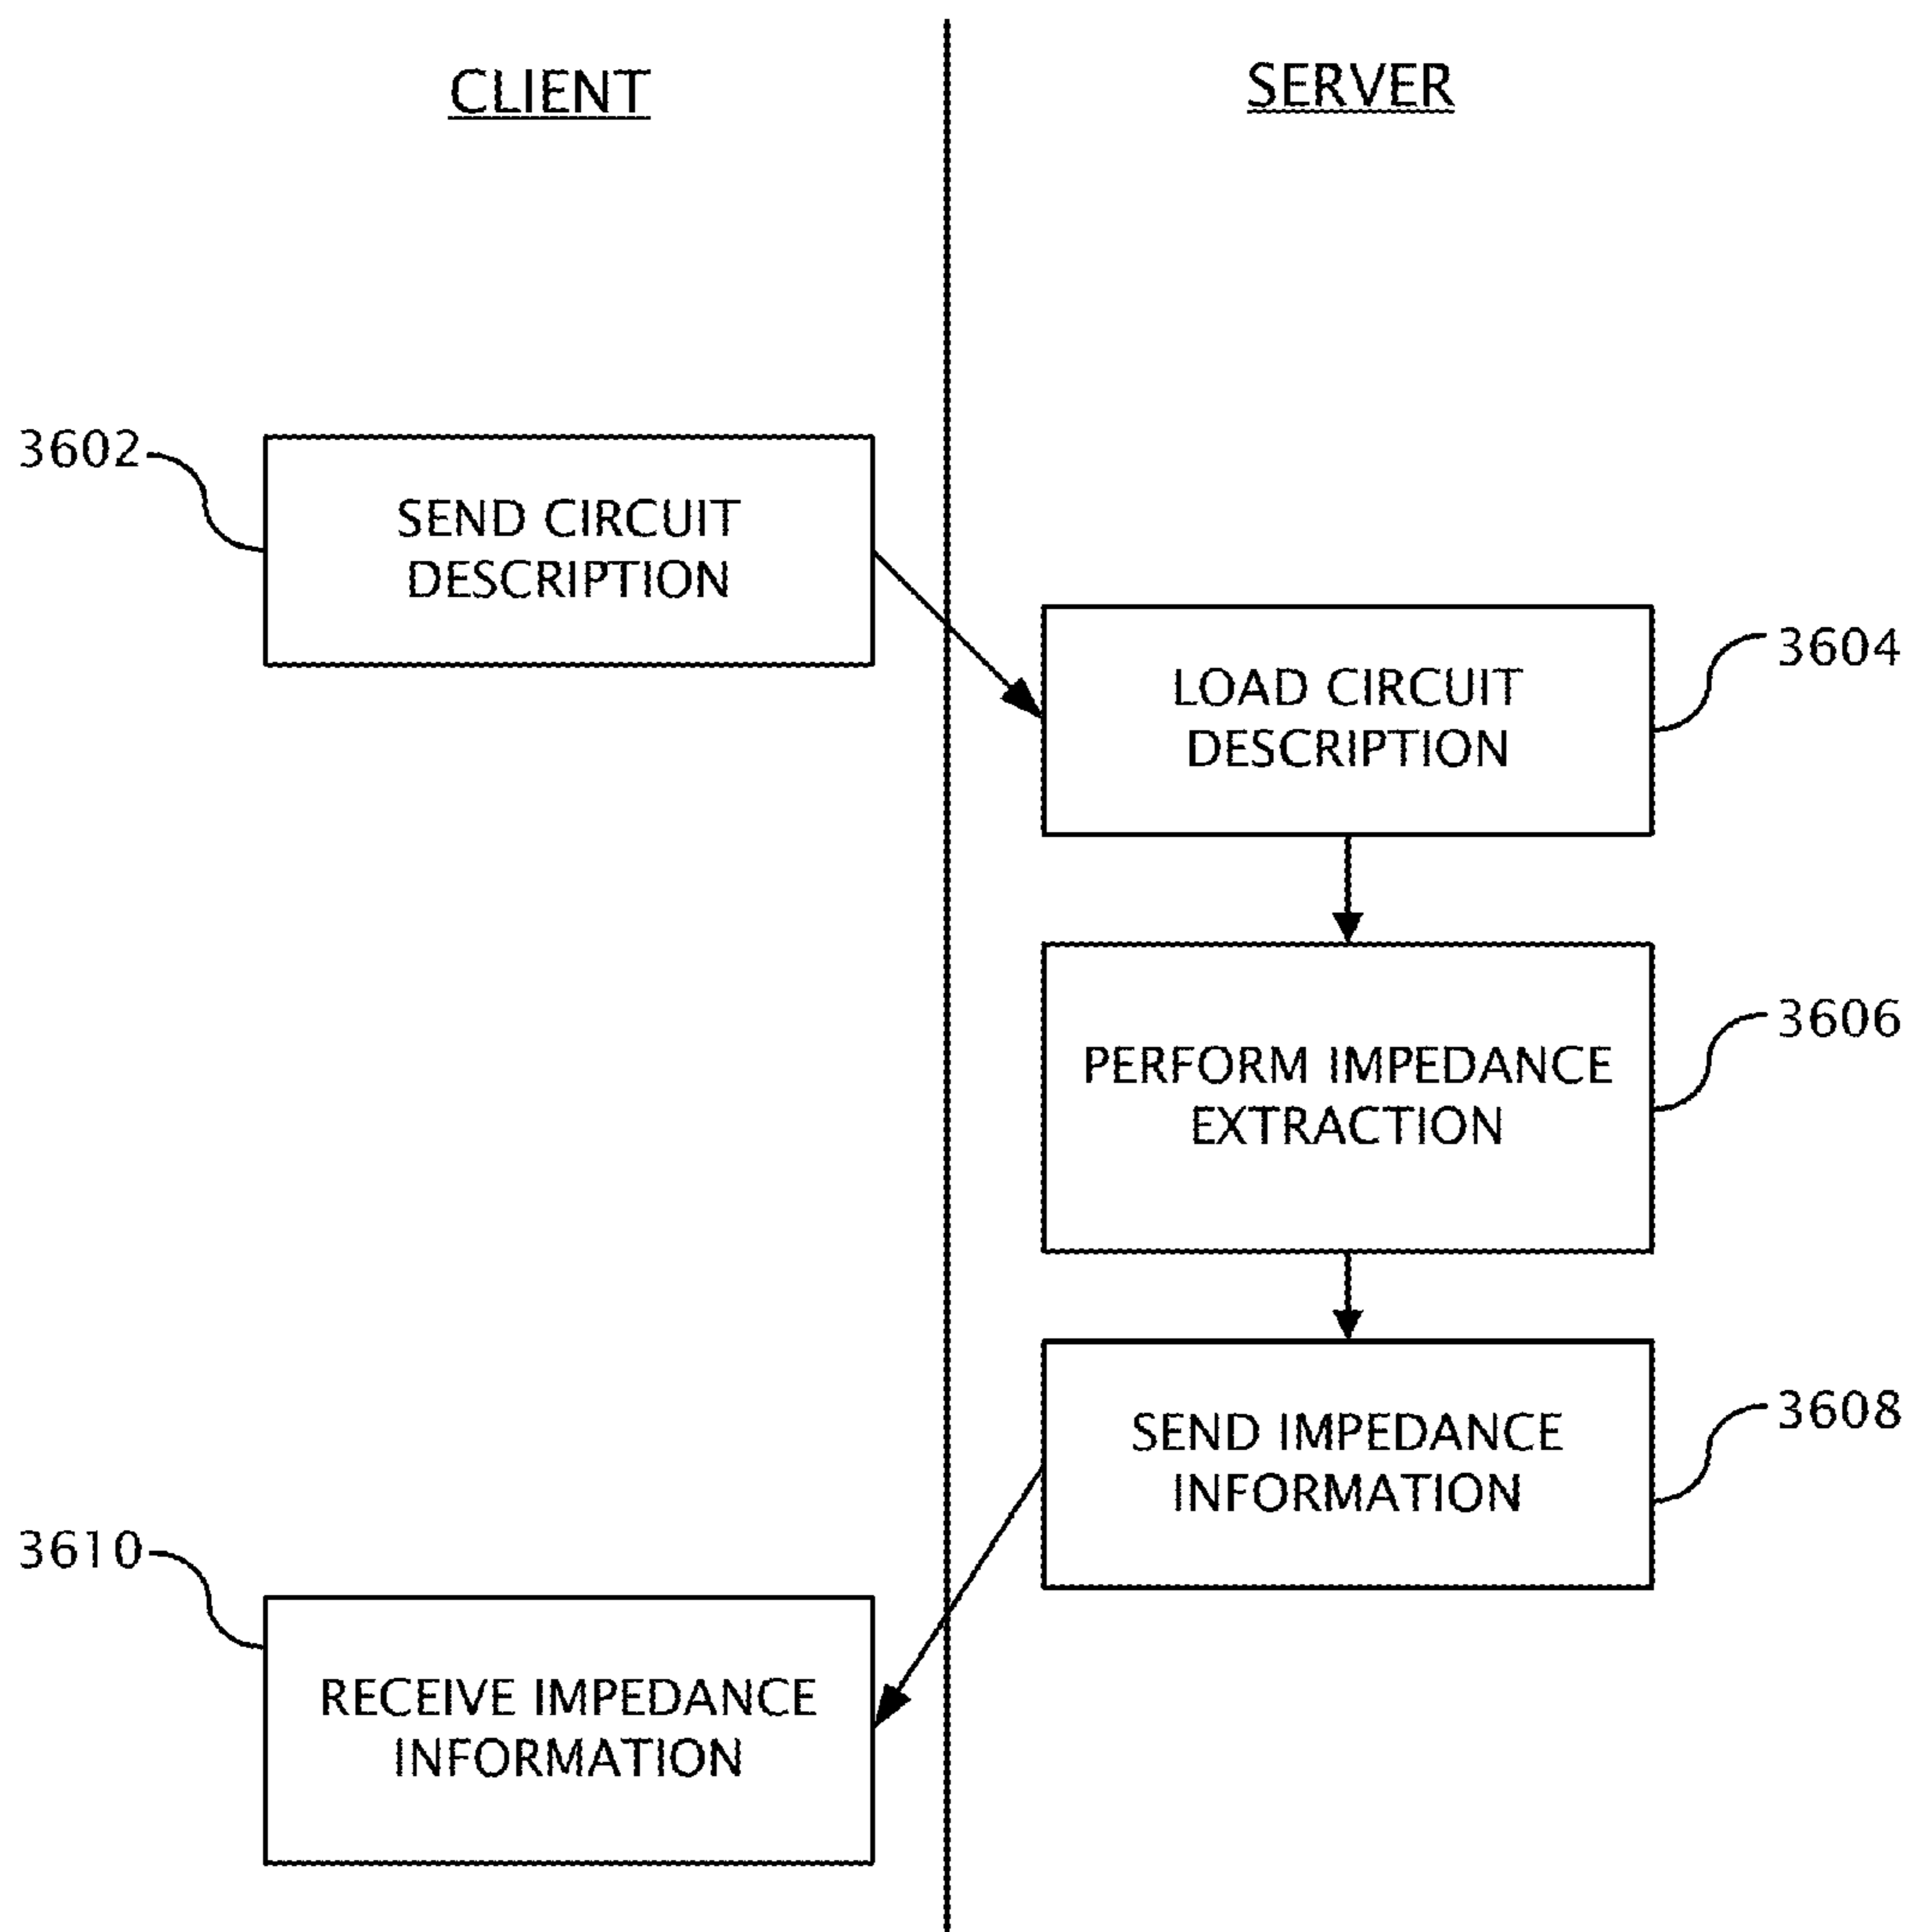 CLIENT
SERVER
3602
SEND CIRCUIT
DESCRIPTION
3604
LOAD CIRCUIT
DESCRIPTION
3606
PERFORM IMPEDANCE
EXTRACTION
3608
SEND IMPEDANCE
INFORMATION
3610
RECEIVE IMPEDANCE
INFORMATION